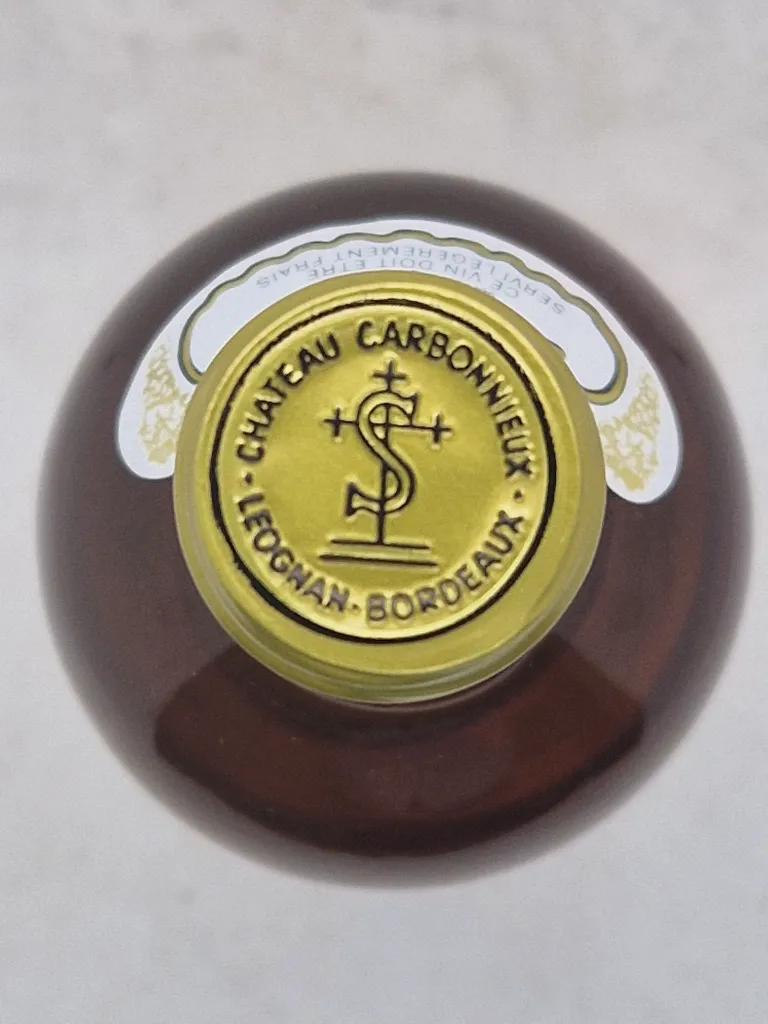 CHATEAU CARBONNIEUX
LEOGNAN · BORDEAUX
S
CE VIN DOIT ETRE
SERVI LEGEREMENT FRAIS